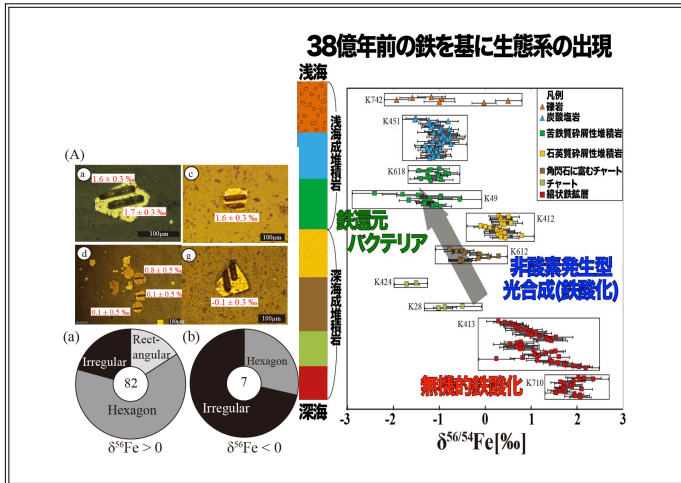 38億年前の鉄を基に生態系の出現
浅海
浅海成堆積岩
深海成堆積岩
深海
(A)
a
1.6 ± 0.3 ‰
1.7 ± 0.3 ‰
100μm
c
1.6 ± 0.3 ‰
100μm
d
0.8 ± 0.5 ‰
0.1 ± 0.5 ‰
0.1 ± 0.5 ‰
g
-0.1 ± 0.3 ‰
100μm
(a)
Irregular
Rect-
angular
82
Hexagon
δ56Fe > 0
(b)
Hexagon
7
Irregular
δ56Fe < 0
K742
K451
K618
K49
K412
K612
K424
K28
K413
K710
凡例
礫岩
炭酸塩岩
苦鉄質砕屑性堆積岩
石英質砕屑性堆積岩
角閃石に富むチャート
チャート
縞状鉄鉱層
鉄還元
バクテリア
非酸素発生型
光合成(鉄酸化)
無機的鉄酸化
-3 -2 -1 0 1 2 3
δ56/54Fe[‰]